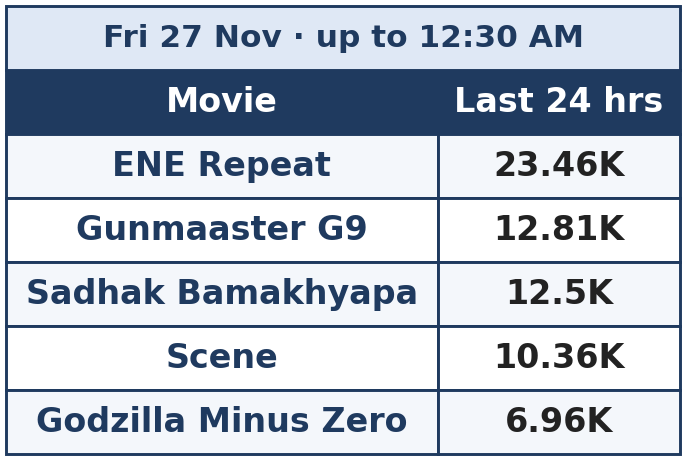 Fri 27 Nov · up to 12:30 AM
Movie Last 24 hrs
ENE Repeat 23.46K
Gunmaaster G9 12.81K
Sadhak Bamakhyapa 12.5K
Scene 10.36K
Godzilla Minus Zero 6.96K